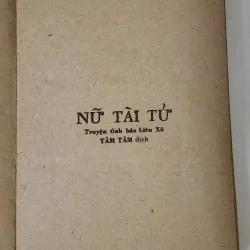 NỮ TÀI TỬ
Truyện tình báo Liên Xô
TÂM TÂM dịch